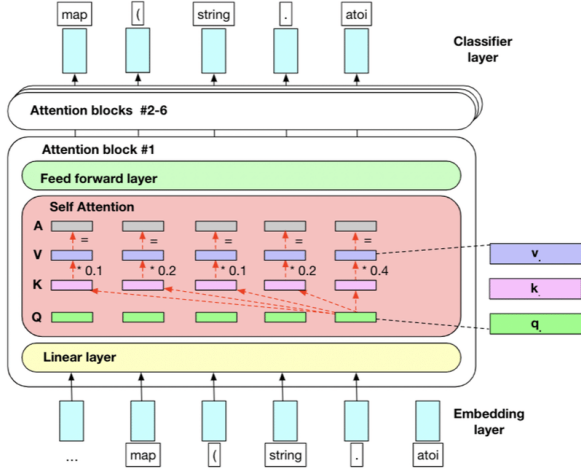 map ( string . atoi
Classifier layer
Attention blocks #2-6
Attention block #1
Feed forward layer
Self Attention
A
= = = = =
V
v.
* 0.1 * 0.2 * 0.1 * 0.2 * 0.4
K
k.
Q
q.
Linear layer
... map ( string . atoi
Embedding layer